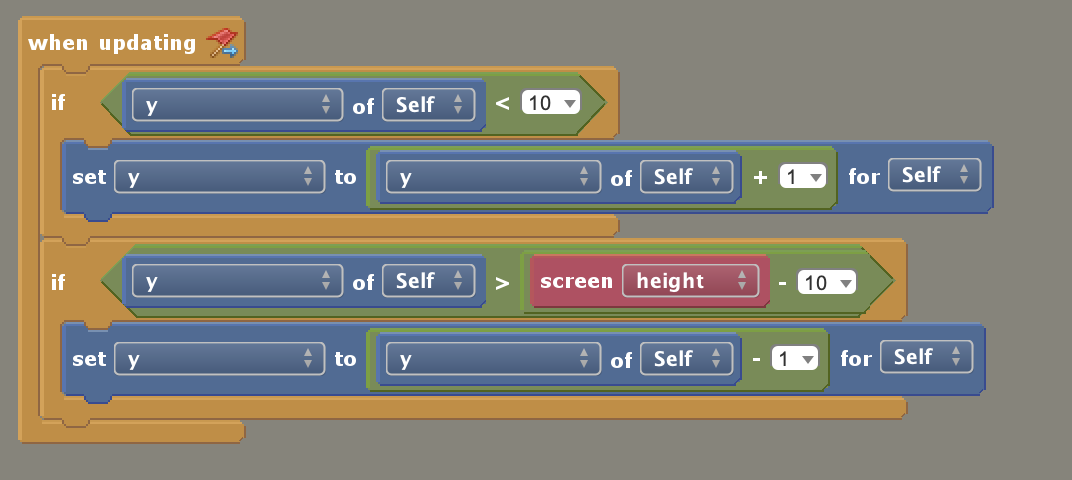 when updating
if y of Self < 10
set y to y of Self + 1 for Self
if y of Self > screen height - 10
set y to y of Self - 1 for Self